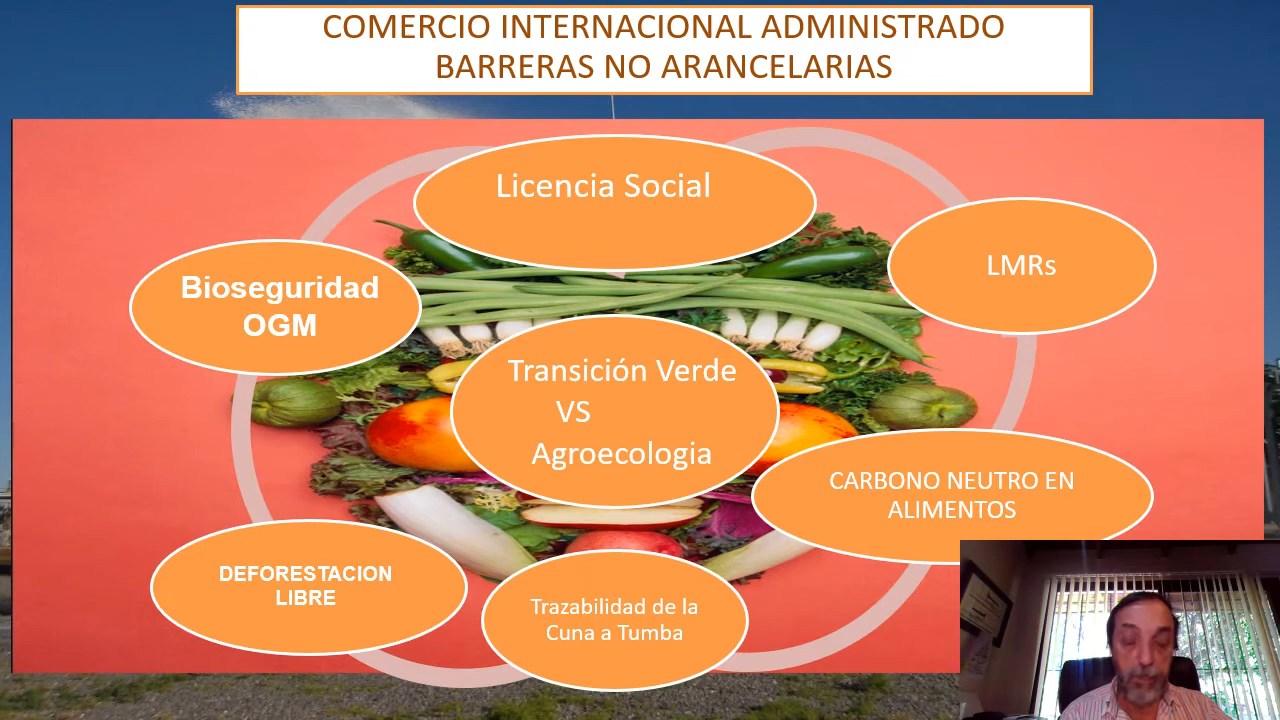 COMERCIO INTERNACIONAL ADMINISTRADO
BARRERAS NO ARANCELARIAS
Licencia Social
LMRs
Bioseguridad
OGM
Transición Verde
VS
Agroecologia
CARBONO NEUTRO EN
ALIMENTOS
DEFORESTACION
LIBRE
Trazabilidad de la
Cuna a Tumba